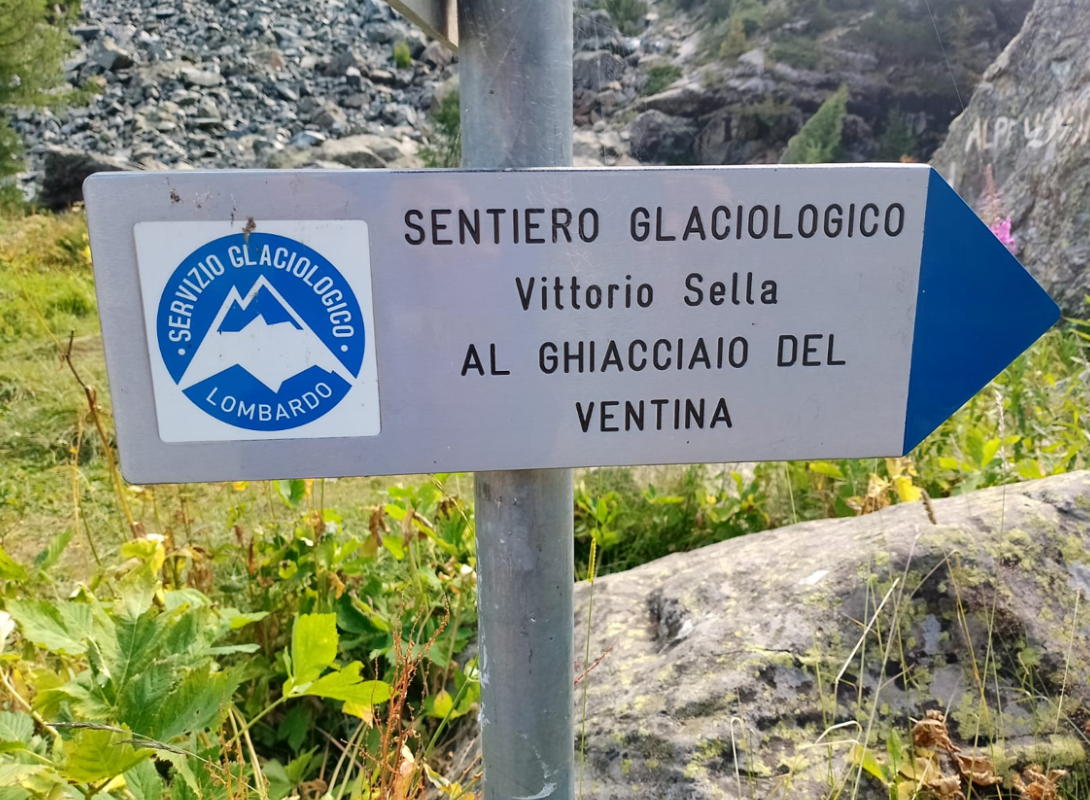 SENTIERO GLACIOLOGICO
Vittorio Sella
AL GHIACCIAIO DEL
VENTINA
• SERVIZIO GLACIOLOGICO •
LOMBARDO